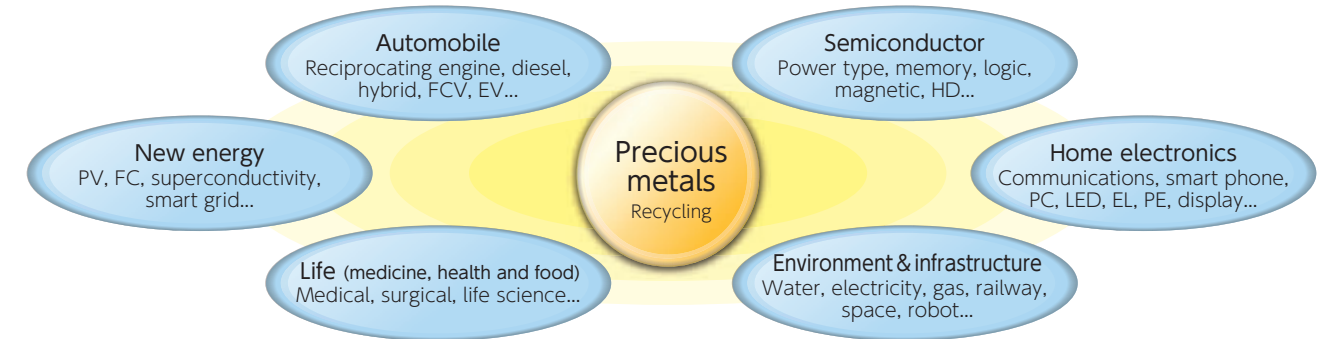 Automobile
Reciprocating engine, diesel,
hybrid, FCV, EV...
Semiconductor
Power type, memory, logic,
magnetic, HD...
New energy
PV, FC, superconductivity,
smart grid...
Precious
metals
Recycling
Home electronics
Communications, smart phone,
PC, LED, EL, PE, display...
Life (medicine, health and food)
Medical, surgical, life science...
Environment & infrastructure
Water, electricity, gas, railway,
space, robot...